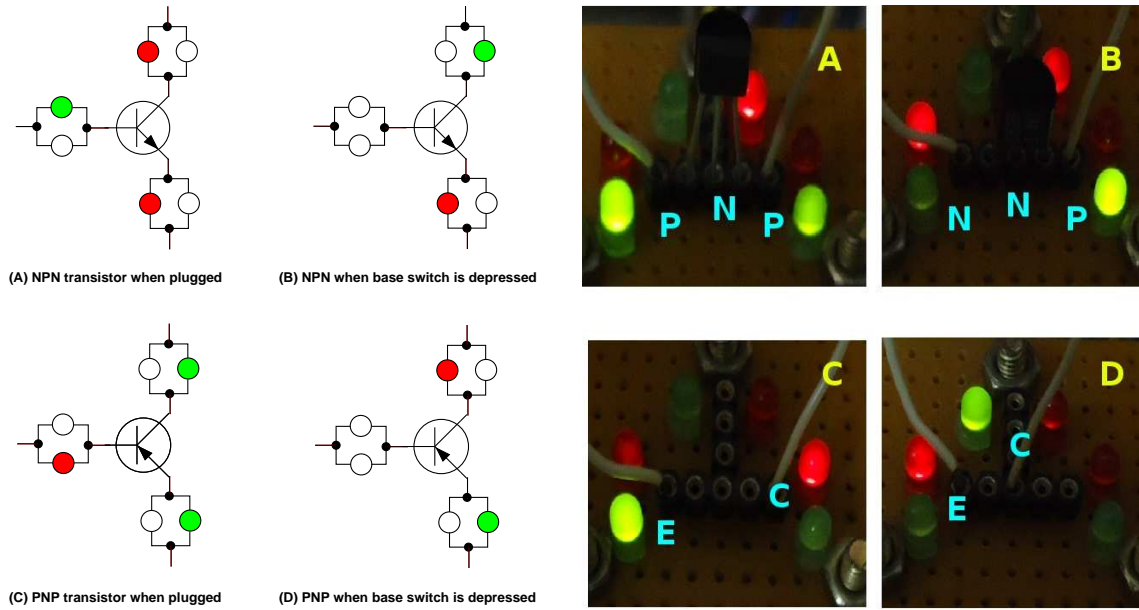 (A) NPN transistor when plugged
(B) NPN when base switch is depressed
(C) PNP transistor when plugged
(D) PNP when base switch is depressed
A
P
N
P
B
N
N
P
C
E
C
D
E
C